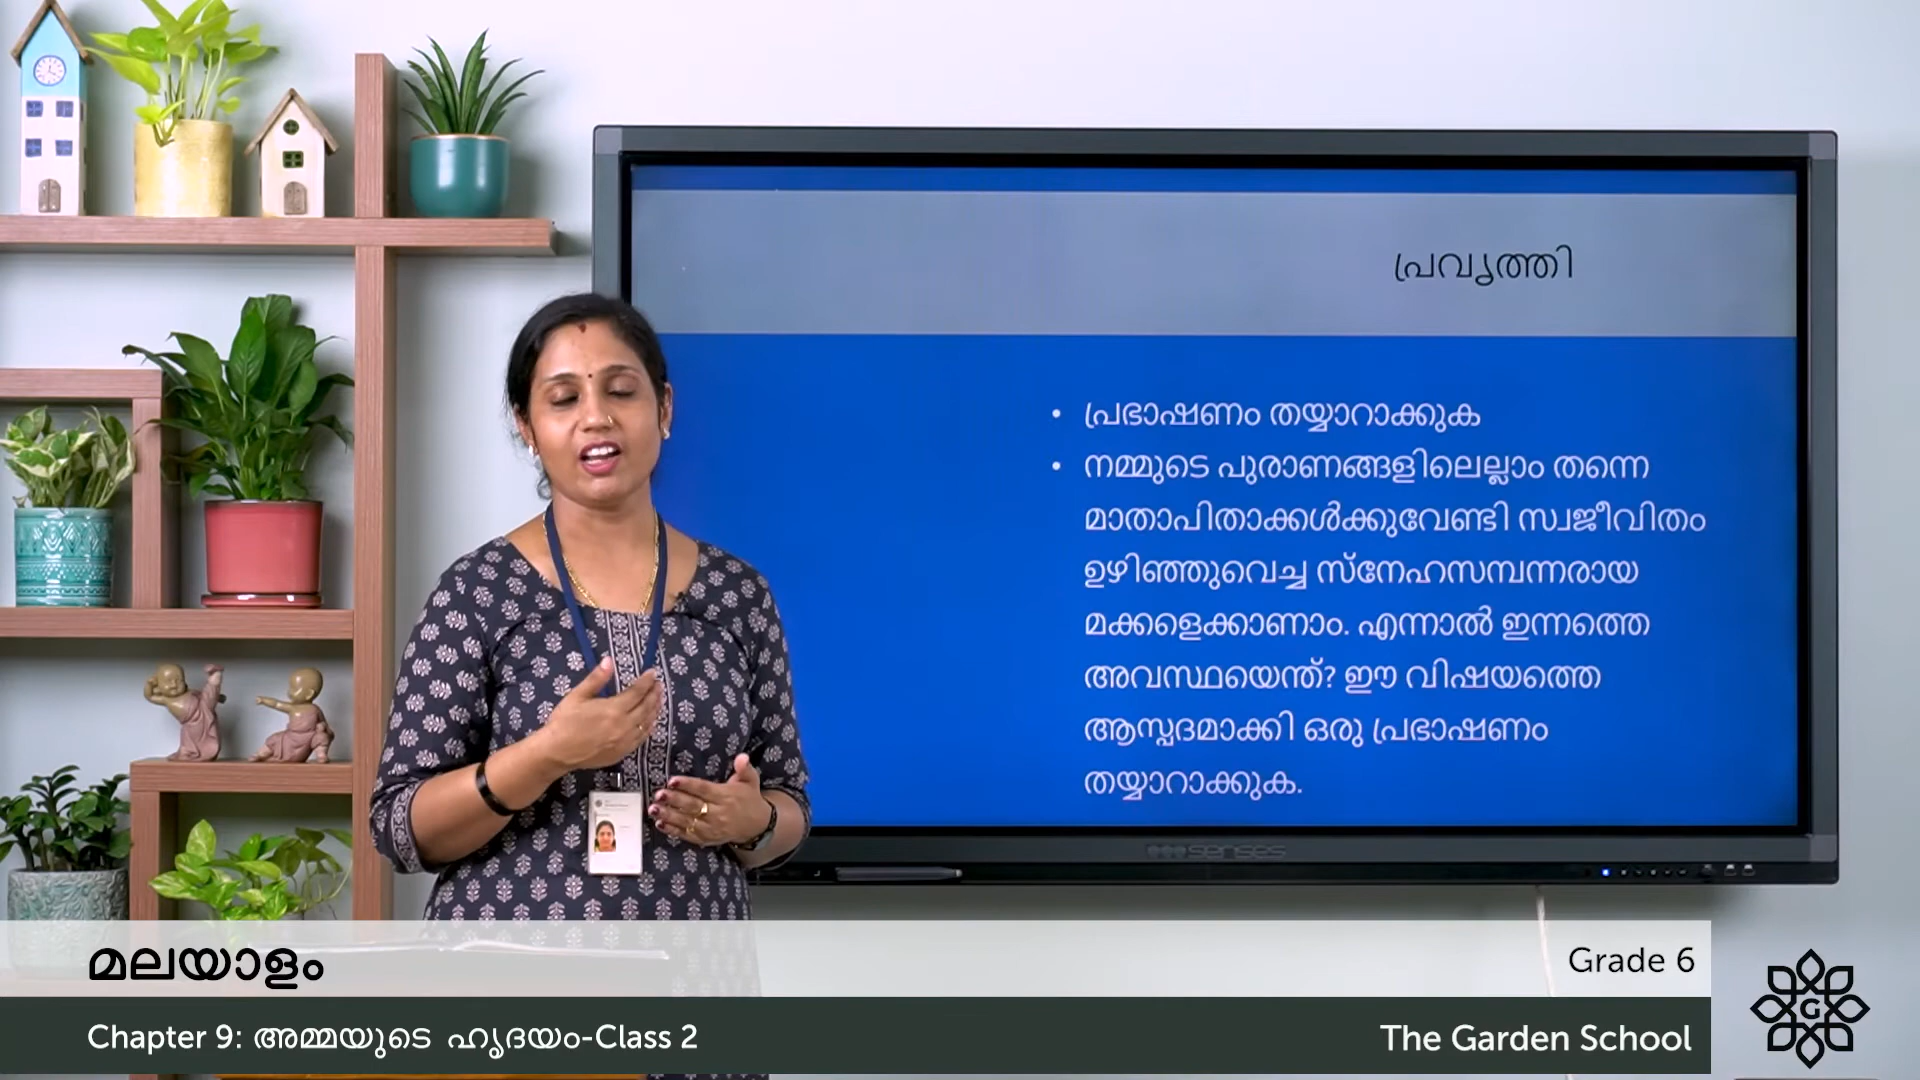 പ്രവൃത്തി
• പ്രഭാഷണം തയ്യാറാക്കുക
• നമ്മുടെ പുരാണങ്ങളിലെല്ലാം തന്നെ
മാതാപിതാക്കൾക്കുവേണ്ടി സ്വജീവിതം
ഉഴിഞ്ഞുവെച്ച സ്നേഹസമ്പന്നരായ
മക്കളെക്കാണാം. എന്നാൽ ഇന്നത്തെ
അവസ്ഥയെന്ത്? ഈ വിഷയത്തെ
ആസ്പദമാക്കി ഒരു പ്രഭാഷണം
തയ്യാറാക്കുക.
senses
മലയാളം
Grade 6
Chapter 9: അമ്മയുടെ ഹൃദയം-Class 2
The Garden School
G